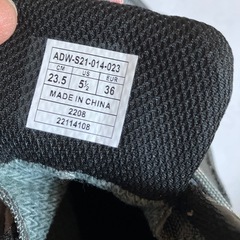 ADW-S21-014-023
CM US EUR
23.5 5½ 36
MADE IN CHINA
2208
22114108